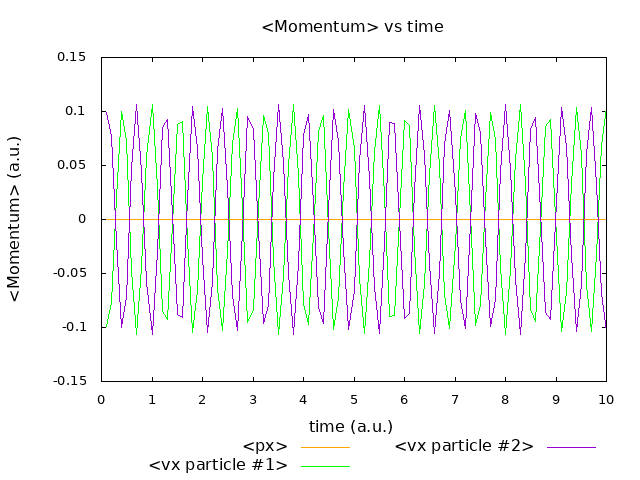 <Momentum> vs time
<Momentum> (a.u.)
0.15
0.1
0.05
0
-0.05
-0.1
-0.15
0 1 2 3 4 5 6 7 8 9 10
time (a.u.)
<px> <vx particle #2>
<vx particle #1>